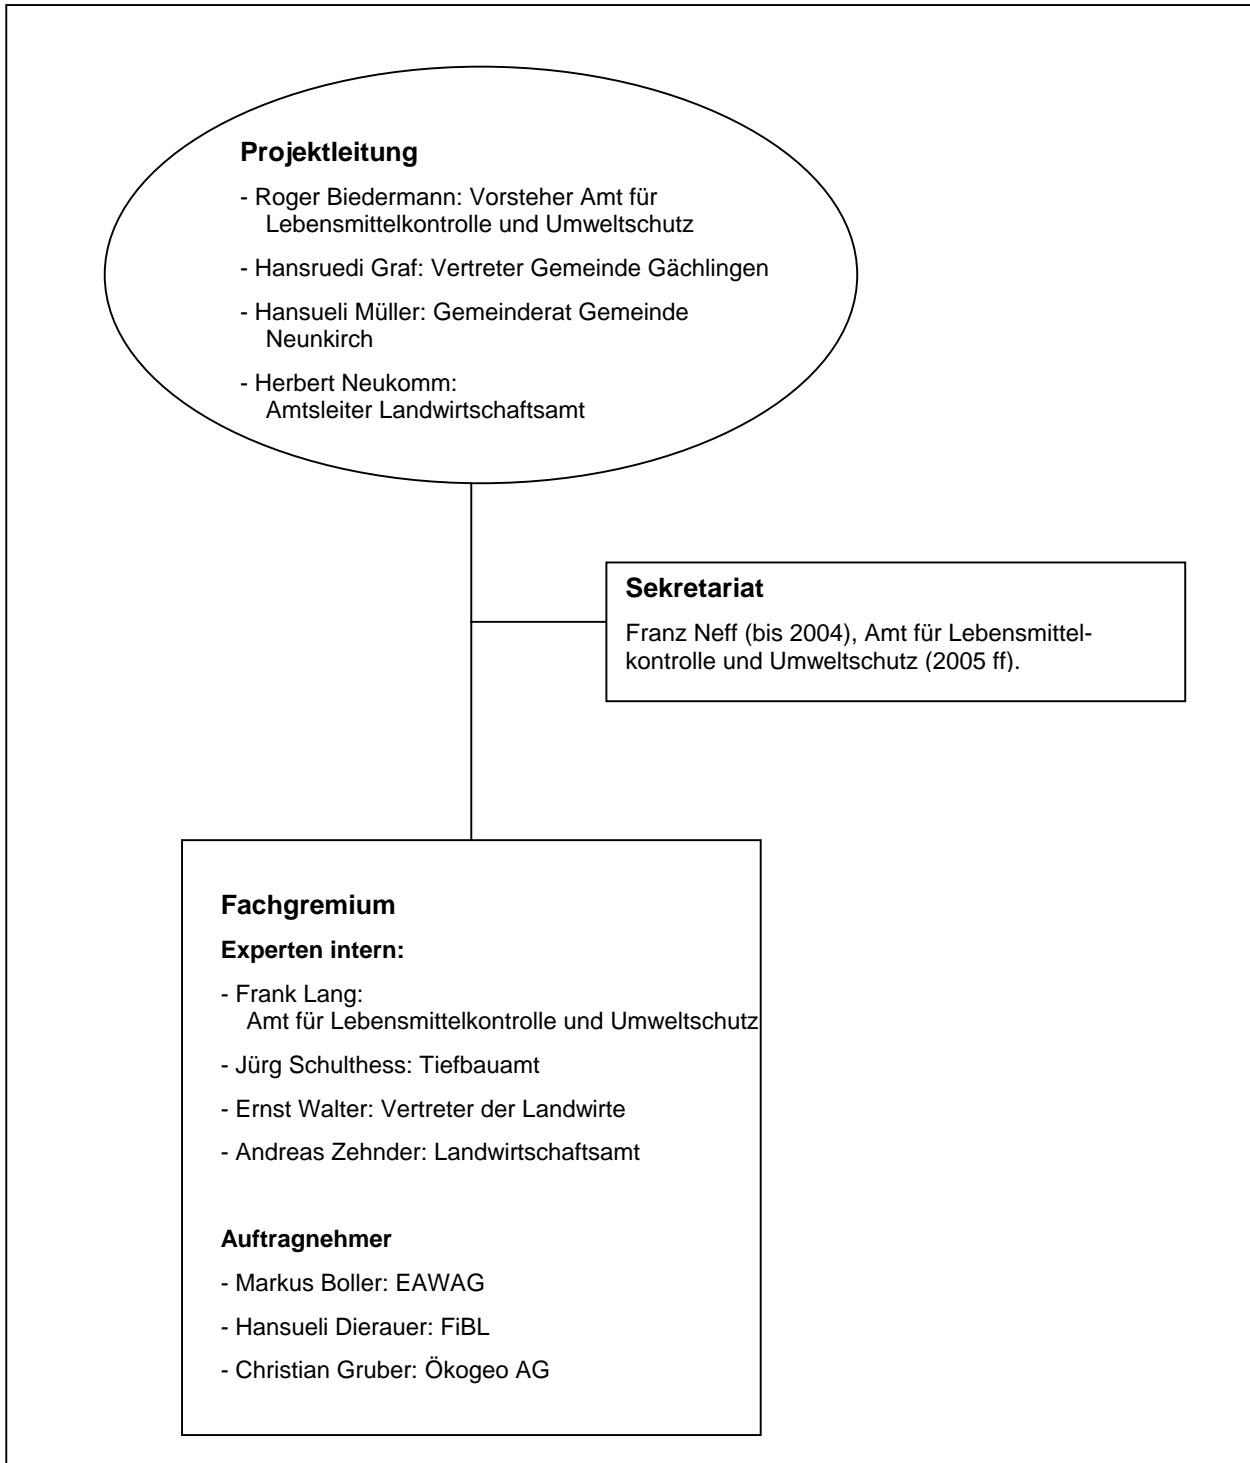 Projektleitung
- Roger Biedermann: Vorsteher Amt für
Lebensmittelkontrolle und Umweltschutz
- Hansruedi Graf: Vertreter Gemeinde Gächlingen
- Hansueli Müller: Gemeinderat Gemeinde
Neunkirch
- Herbert Neukomm:
Amtsleiter Landwirtschaftsamt
Sekretariat
Franz Neff (bis 2004), Amt für Lebensmittel-
kontrolle und Umweltschutz (2005 ff).
Fachgremium
Experten intern:
- Frank Lang:
Amt für Lebensmittelkontrolle und Umweltschutz
- Jürg Schulthess: Tiefbauamt
- Ernst Walter: Vertreter der Landwirte
- Andreas Zehnder: Landwirtschaftsamt
Auftragnehmer
- Markus Boller: EAWAG
- Hansueli Dierauer: FiBL
- Christian Gruber: Ökogeo AG